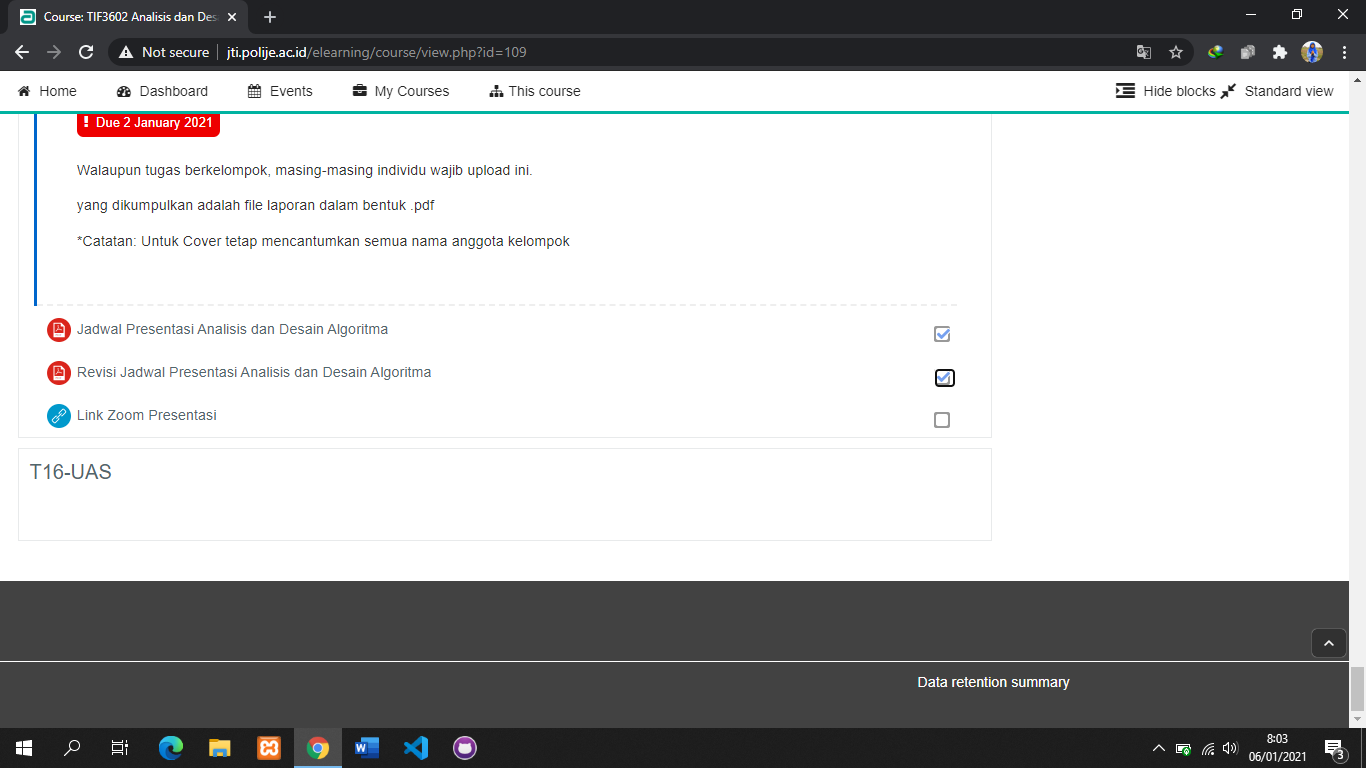 Course: TIF3602 Analisis dan Des
Not secure
jti.polije.ac.id/elearning/course/view.php?id=109
Home
Dashboard
Events
My Courses
This course
Hide blocks
Standard view
! Due 2 January 2021
Walaupun tugas berkelompok, masing-masing individu wajib upload ini.
yang dikumpulkan adalah file laporan dalam bentuk .pdf
*Catatan: Untuk Cover tetap mencantumkan semua nama anggota kelompok
Jadwal Presentasi Analisis dan Desain Algoritma
Revisi Jadwal Presentasi Analisis dan Desain Algoritma
Link Zoom Presentasi
T16-UAS
Data retention summary
8:03
06/01/2021
3